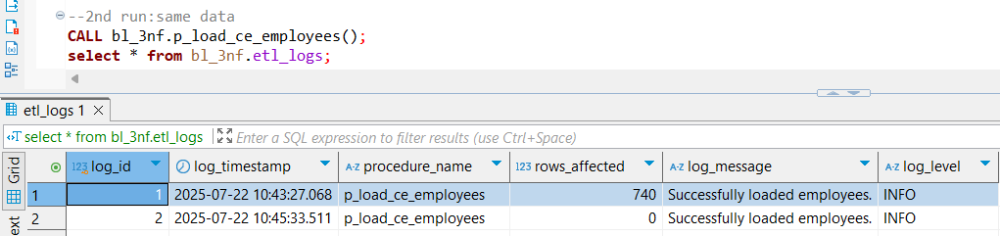 --2nd run:same data
CALL bl_3nf.p_load_ce_employees();
select * from bl_3nf.etl_logs;
etl_logs 1
select * from bl_3nf.etl_logs Enter a SQL expression to filter results (use Ctrl+Space)
Grid 123 log_id log_timestamp A-Z procedure_name 123 rows_affected A-Z log_message A-Z log_level
1 1 2025-07-22 10:43:27.068 p_load_ce_employees 740 Successfully loaded employees. INFO
2 2 2025-07-22 10:45:33.511 p_load_ce_employees 0 Successfully loaded employees. INFO